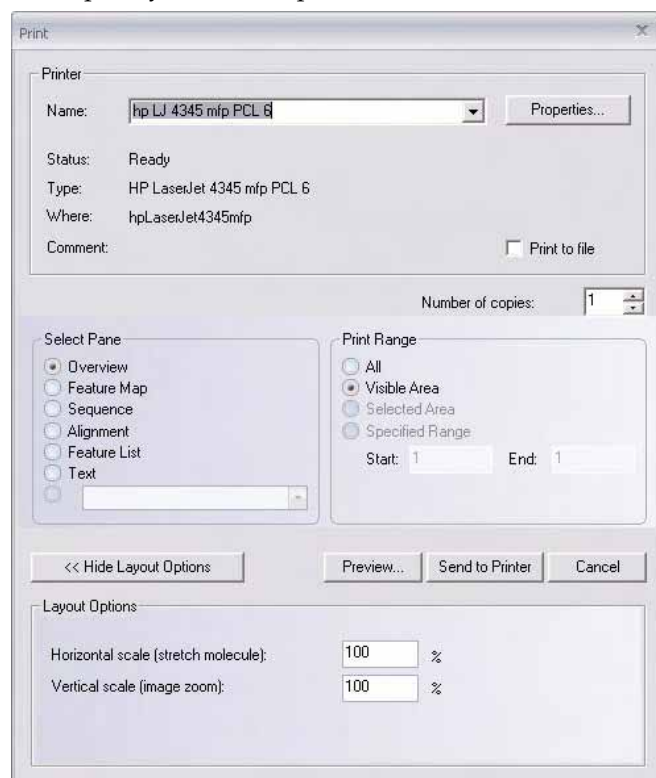 Print
Printer
Name: hp LJ 4345 mfp PCL 6 Properties...
Status: Ready
Type: HP LaserJet 4345 mfp PCL 6
Where: hpLaserJet4345mfp
Comment: Print to file
Number of copies: 1
Select Pane
Overview
Feature Map
Sequence
Alignment
Feature List
Text
Print Range
All
Visible Area
Selected Area
Specified Range
Start: 1 End: 1
<< Hide Layout Options Preview... Send to Printer Cancel
Layout Options
Horizontal scale (stretch molecule): 100 %
Vertical scale (image zoom): 100 %